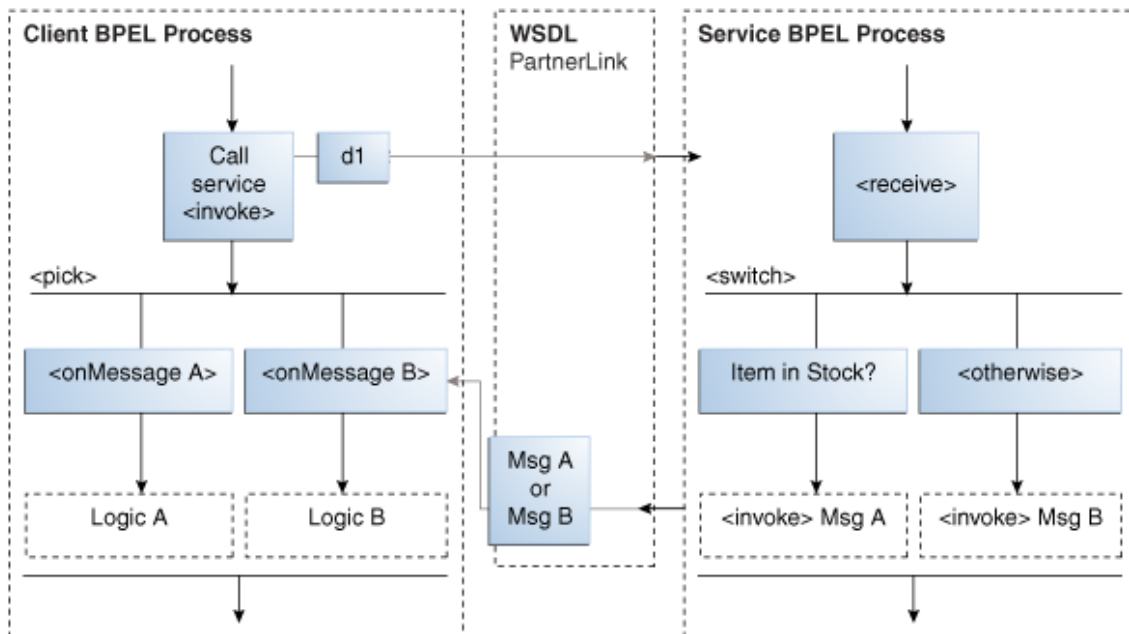 Client BPEL Process
WSDL
PartnerLink
Service BPEL Process
Call
service
<invoke>
d1
<receive>
<pick>
<switch>
<onMessage A>
<onMessage B>
Item in Stock?
<otherwise>
Msg A
or
Msg B
Logic A
Logic B
<invoke> Msg A
<invoke> Msg B